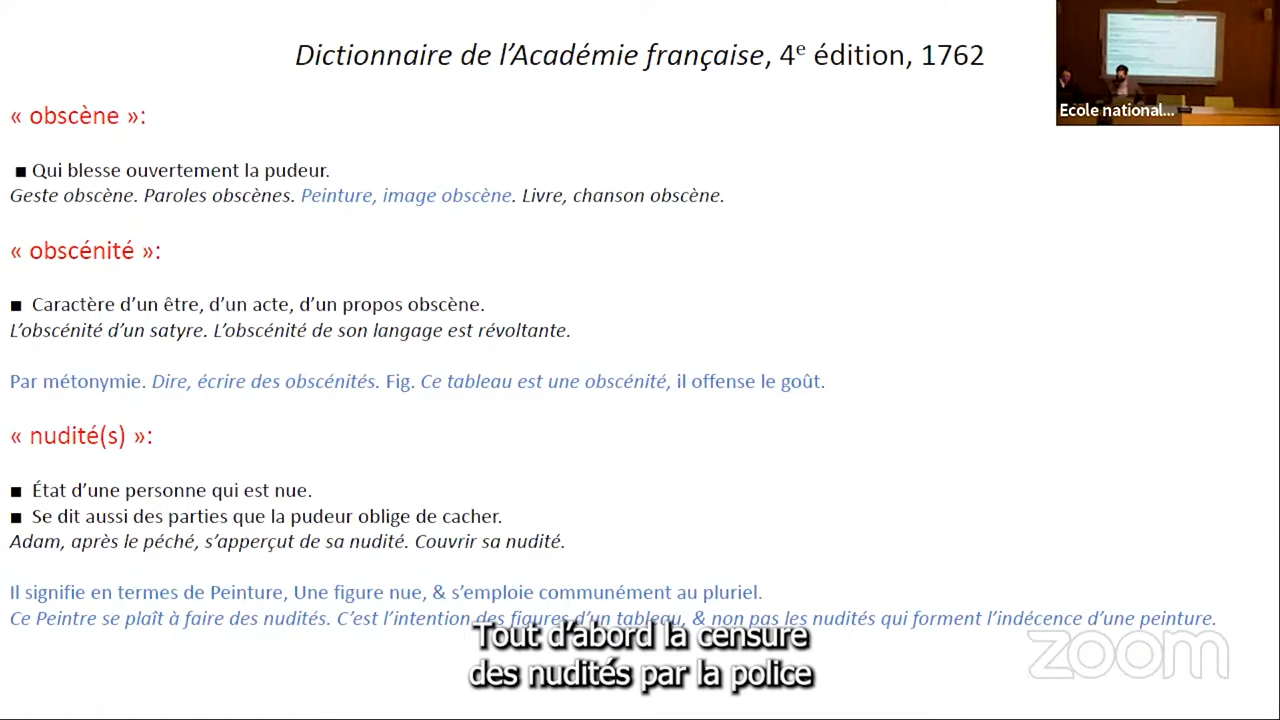 Dictionnaire de l'Académie française, 4e édition, 1762
Ecole national...
« obscène »:
■ Qui blesse ouvertement la pudeur.
Geste obscène. Paroles obscènes. Peinture, image obscène. Livre, chanson obscène.
« obscénité »:
■ Caractère d'un être, d'un acte, d'un propos obscène.
L'obscénité d'un satyre. L'obscénité de son langage est révoltante.
Par métonymie. Dire, écrire des obscénités. Fig. Ce tableau est une obscénité, il offense le goût.
« nudité(s) »:
■ État d'une personne qui est nue.
■ Se dit aussi des parties que la pudeur oblige de cacher.
Adam, après le péché, s'apperçut de sa nudité. Couvrir sa nudité.
Il signifie en termes de Peinture, Une figure nue, & s'emploie communément au pluriel.
Ce Peintre se plaît à faire des nudités. C'est l'intention des figures d'un tableau, & non pas les nudités qui forment l'indécence d'une peinture.
Tout d'abord la censure
des nudités par la police
zoom